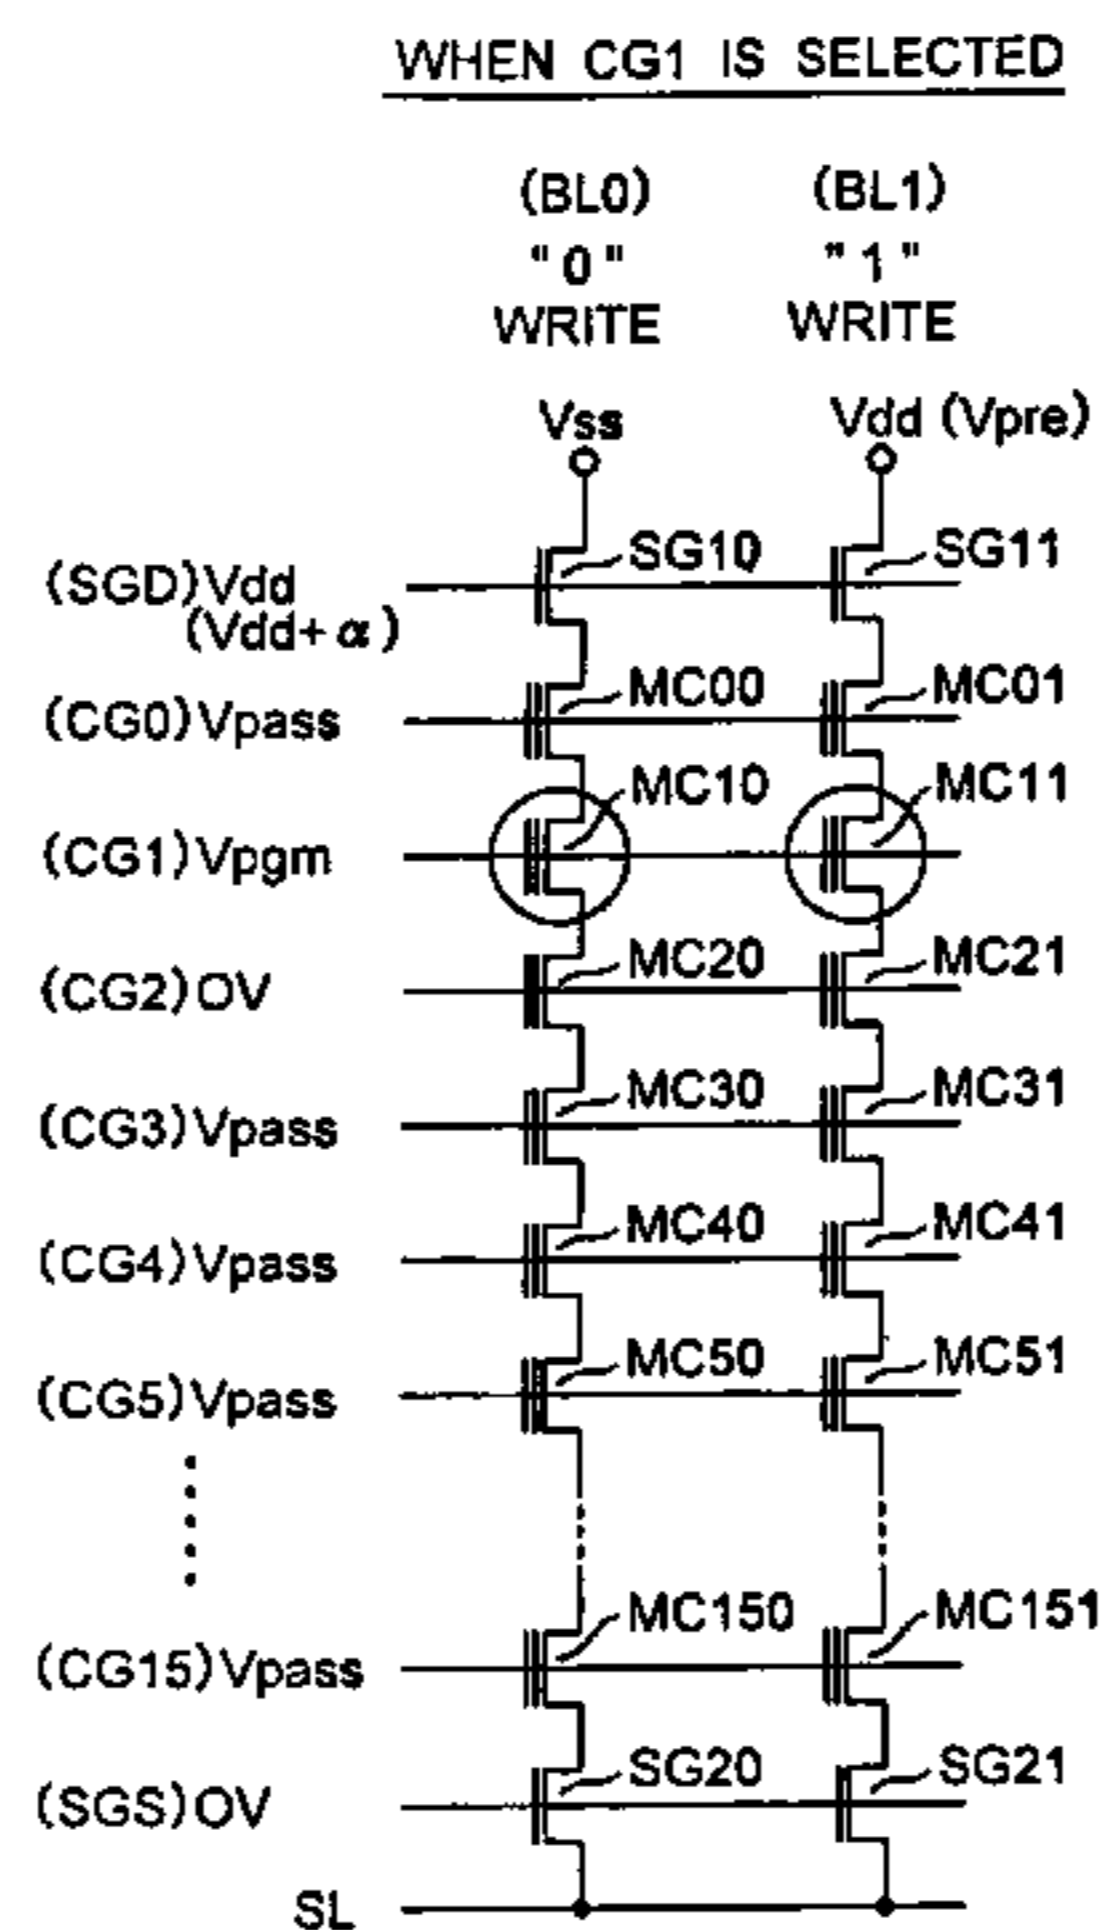 WHEN CG1 IS SELECTED
(BL0) (BL1)
"0" "1"
WRITE WRITE
Vss Vdd (Vpre)
(SGD)Vdd SG10 SG11
(Vdd+α)
(CG0)Vpass MC00 MC01
(CG1)Vpgm MC10 MC11
(CG2)OV MC20 MC21
(CG3)Vpass MC30 MC31
(CG4)Vpass MC40 MC41
(CG5)Vpass MC50 MC51
(CG15)Vpass MC150 MC151
(SGS)OV SG20 SG21
SL